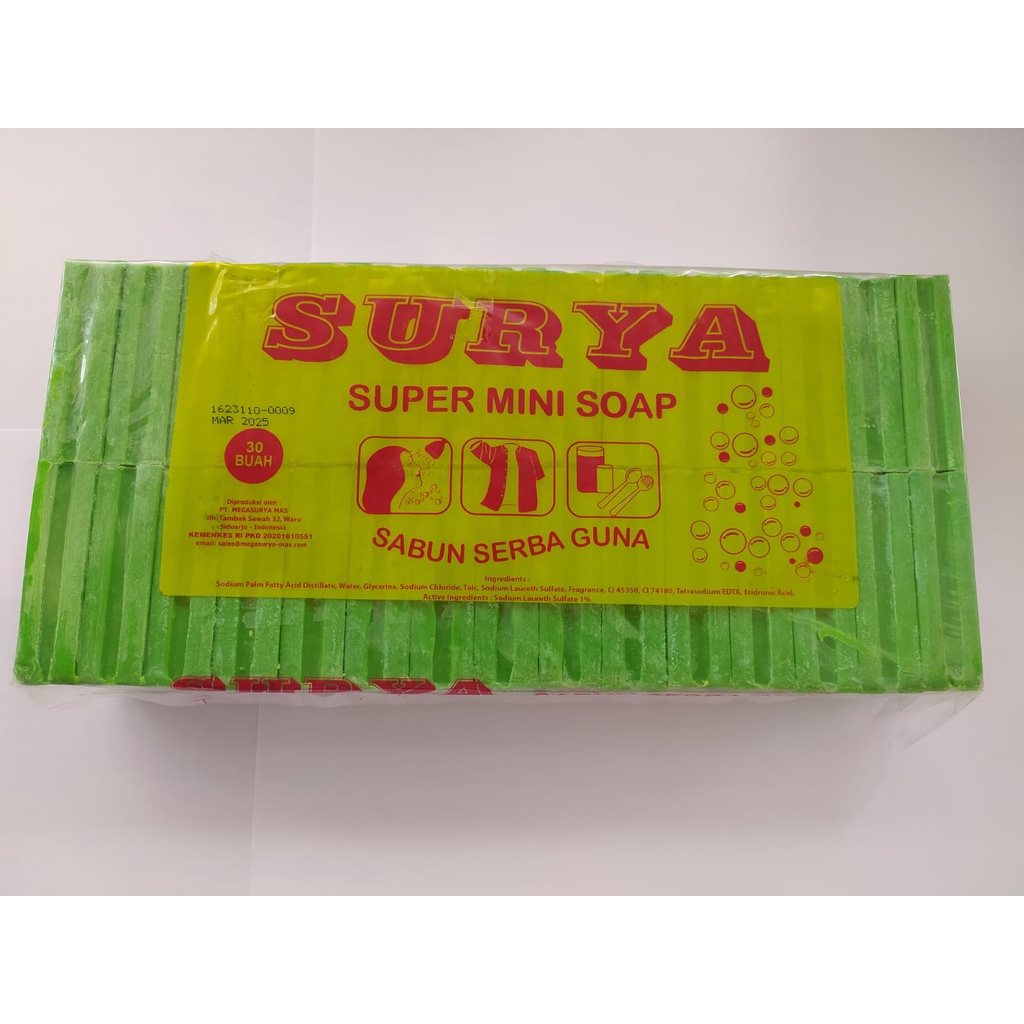 SURYA
SUPER MINI SOAP
1623110-0009
MAR 2025
30
BUAH
Diproduksi oleh :
PT. MEGASURYA MAS
Jln. Tambak Sawah 32, Waru
Sidoarjo - Indonesia
KEMENKES RI PKD 20201610551
email: sales@megasurya-mas.com
SABUN SERBA GUNA
Ingredients :
Sodium Palm Fatty Acid Distillate, Water, Glycerine, Sodium Chloride, Talc, Sodium Laureth Sulfate, Fragrance, CI 45350, CI 74180, Tetrasodium EDTA, Etidronic Acid.
Active Ingredients : Sodium Laureth Sulfate 1%
SURYA